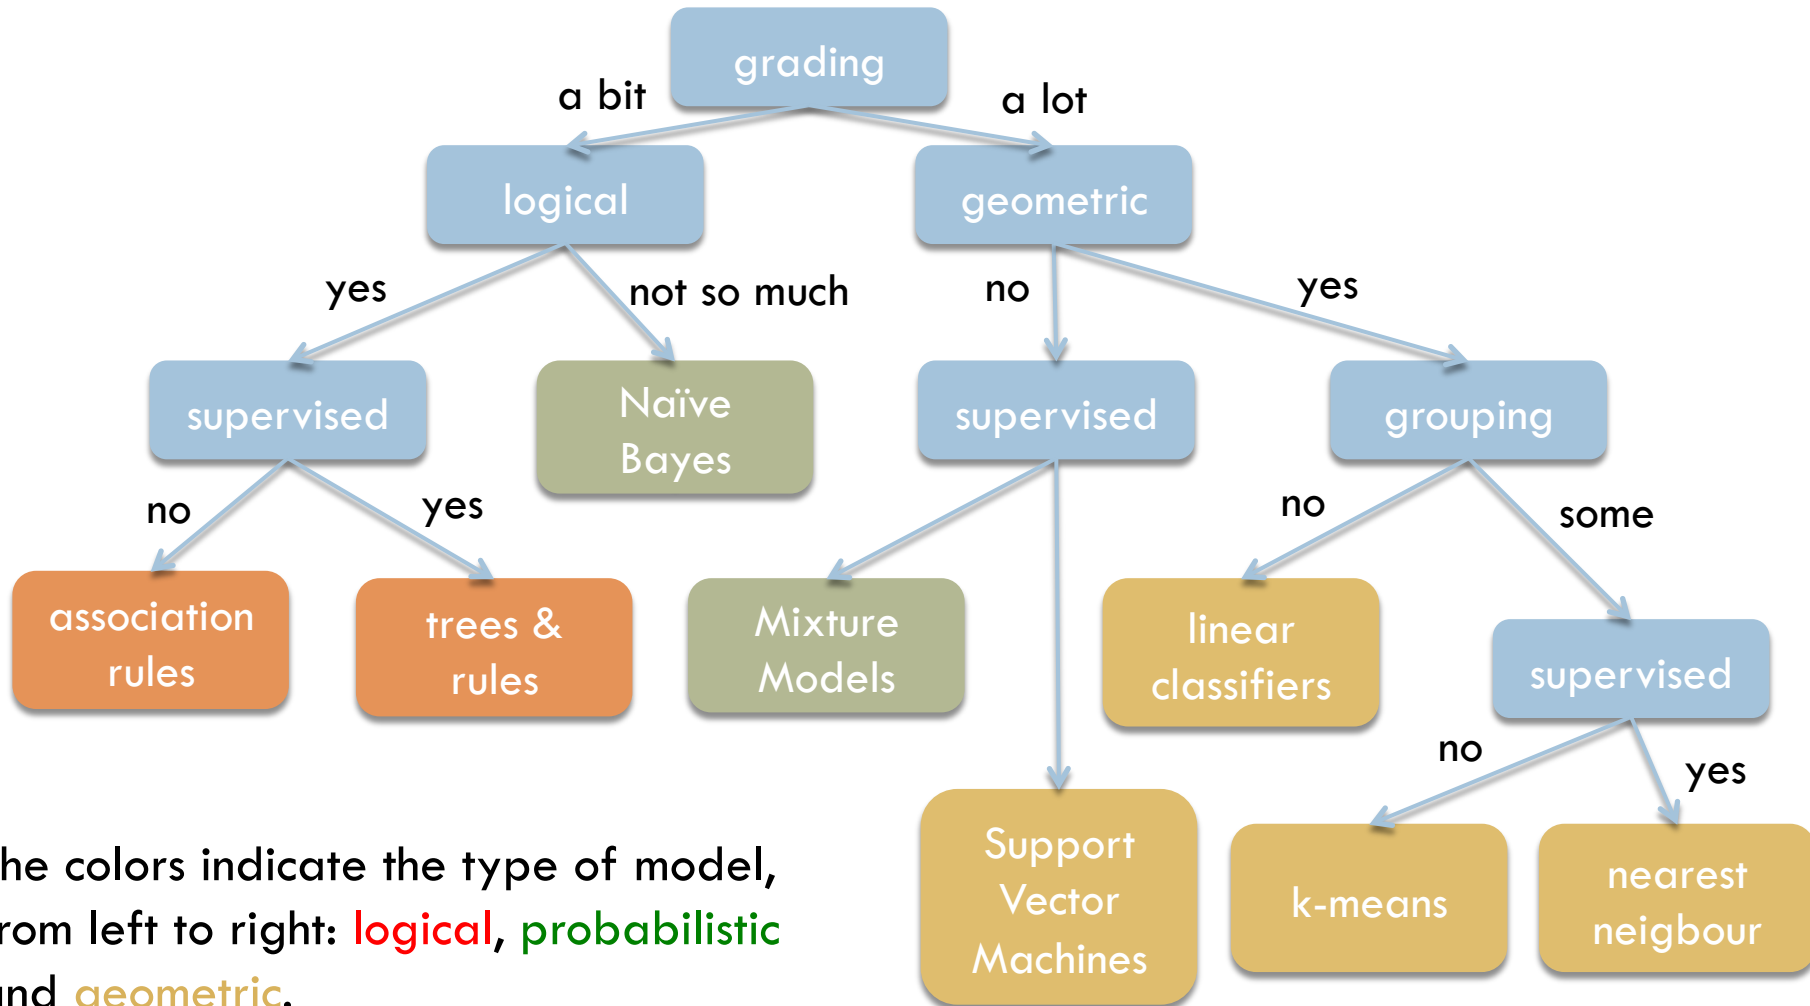 grading
a bit
a lot
logical
geometric
yes
not so much
no
yes
supervised
Naïve
Bayes
supervised
grouping
no
yes
no
some
association
rules
trees &
rules
Mixture
Models
linear
classifiers
supervised
no
yes
Support
Vector
Machines
k-means
nearest
neigbour
he colors indicate the type of model,
rom left to right: logical, probabilistic
and geometric.